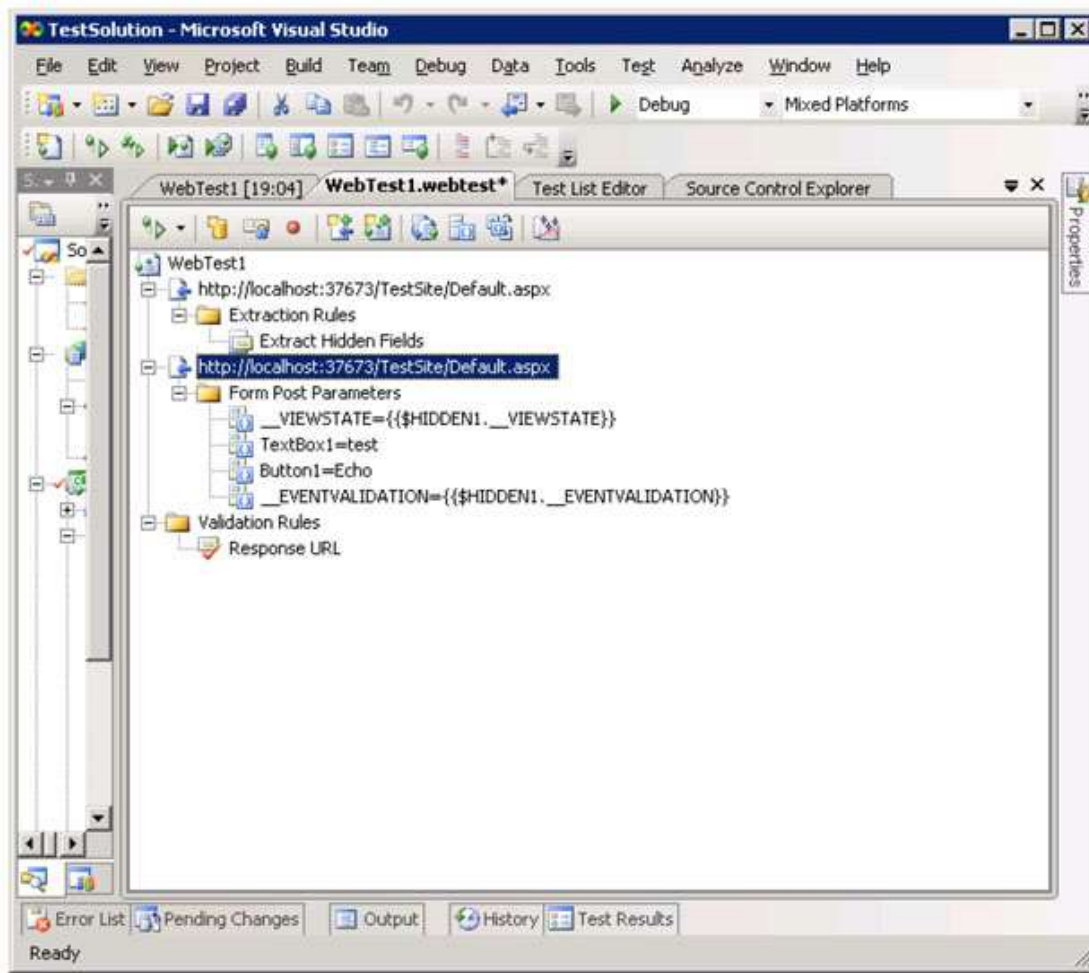 TestSolution - Microsoft Visual Studio
File Edit View Project Build Team Debug Data Tools Test Analyze Window Help
Debug Mixed Platforms
S.. WebTest1 [19:04] WebTest1.webtest* Test List Editor Source Control Explorer
Properties
So
WebTest1
http://localhost:37673/TestSite/Default.aspx
Extraction Rules
Extract Hidden Fields
http://localhost:37673/TestSite/Default.aspx
Form Post Parameters
__VIEWSTATE={{$HIDDEN1.__VIEWSTATE}}
TextBox1=test
Button1=Echo
__EVENTVALIDATION={{$HIDDEN1.__EVENTVALIDATION}}
Validation Rules
Response URL
Error List Pending Changes Output History Test Results
Ready